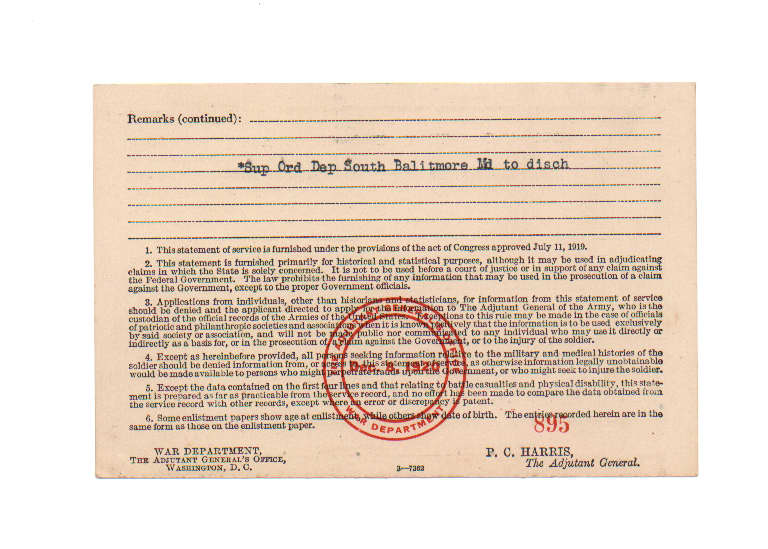 Remarks (continued):
*Sup Ord Dep South Balitmore Md to disch
1. This statement of service is furnished under the provisions of the act of Congress approved July 11, 1919.
2. This statement is furnished primarily for historical and statistical purposes, although it may be used in adjudicating
claims in which the State is solely concerned. It is not to be used before a court of justice or in support of any claim against
the Federal Government. The law prohibits the furnishing of any information that may be used in the prosecution of a claim
against the Government, except to the proper Government officials.
3. Applications from individuals, other than historians and statisticians, for information from this statement of service
should be denied and the applicant directed to apply for the information to The Adjutant General of the Army, who is the
custodian of the official records of the Armies of the United States. Exceptions to this rule may be made in the case of officials
of patriotic and philanthropic societies and associations when it is known positively that the information is to be used exclusively
by said society or association, and will not be made public nor communicated to any individual who may use it directly or
indirectly as a basis for, or in the prosecution of, a claim against the Government, or to the injury of the soldier.
4. Except as hereinbefore provided, all persons seeking information relative to the military and medical histories of the
soldier should be denied information from, or access to, this statement of service, as otherwise information legally unobtainable
would be made available to persons who might perpetrate frauds upon the Government, or who might seek to injure the soldier.
5. Except the data contained on the first four lines and that relating to battle casualties and physical disability, this state-
ment is prepared as far as practicable from the service record, and no effort has been made to compare the data obtained from
the service record with other records, except where an error or discrepancy is patent.
6. Some enlistment papers show age at enlistment, while others show date of birth. The entries recorded herein are in the
same form as those on the enlistment paper.
895
WAR DEPARTMENT,
THE ADJUTANT GENERAL'S OFFICE,
WASHINGTON, D. C.
3—7362
P. C. HARRIS,
The Adjutant General.
WAR DEPARTMENT